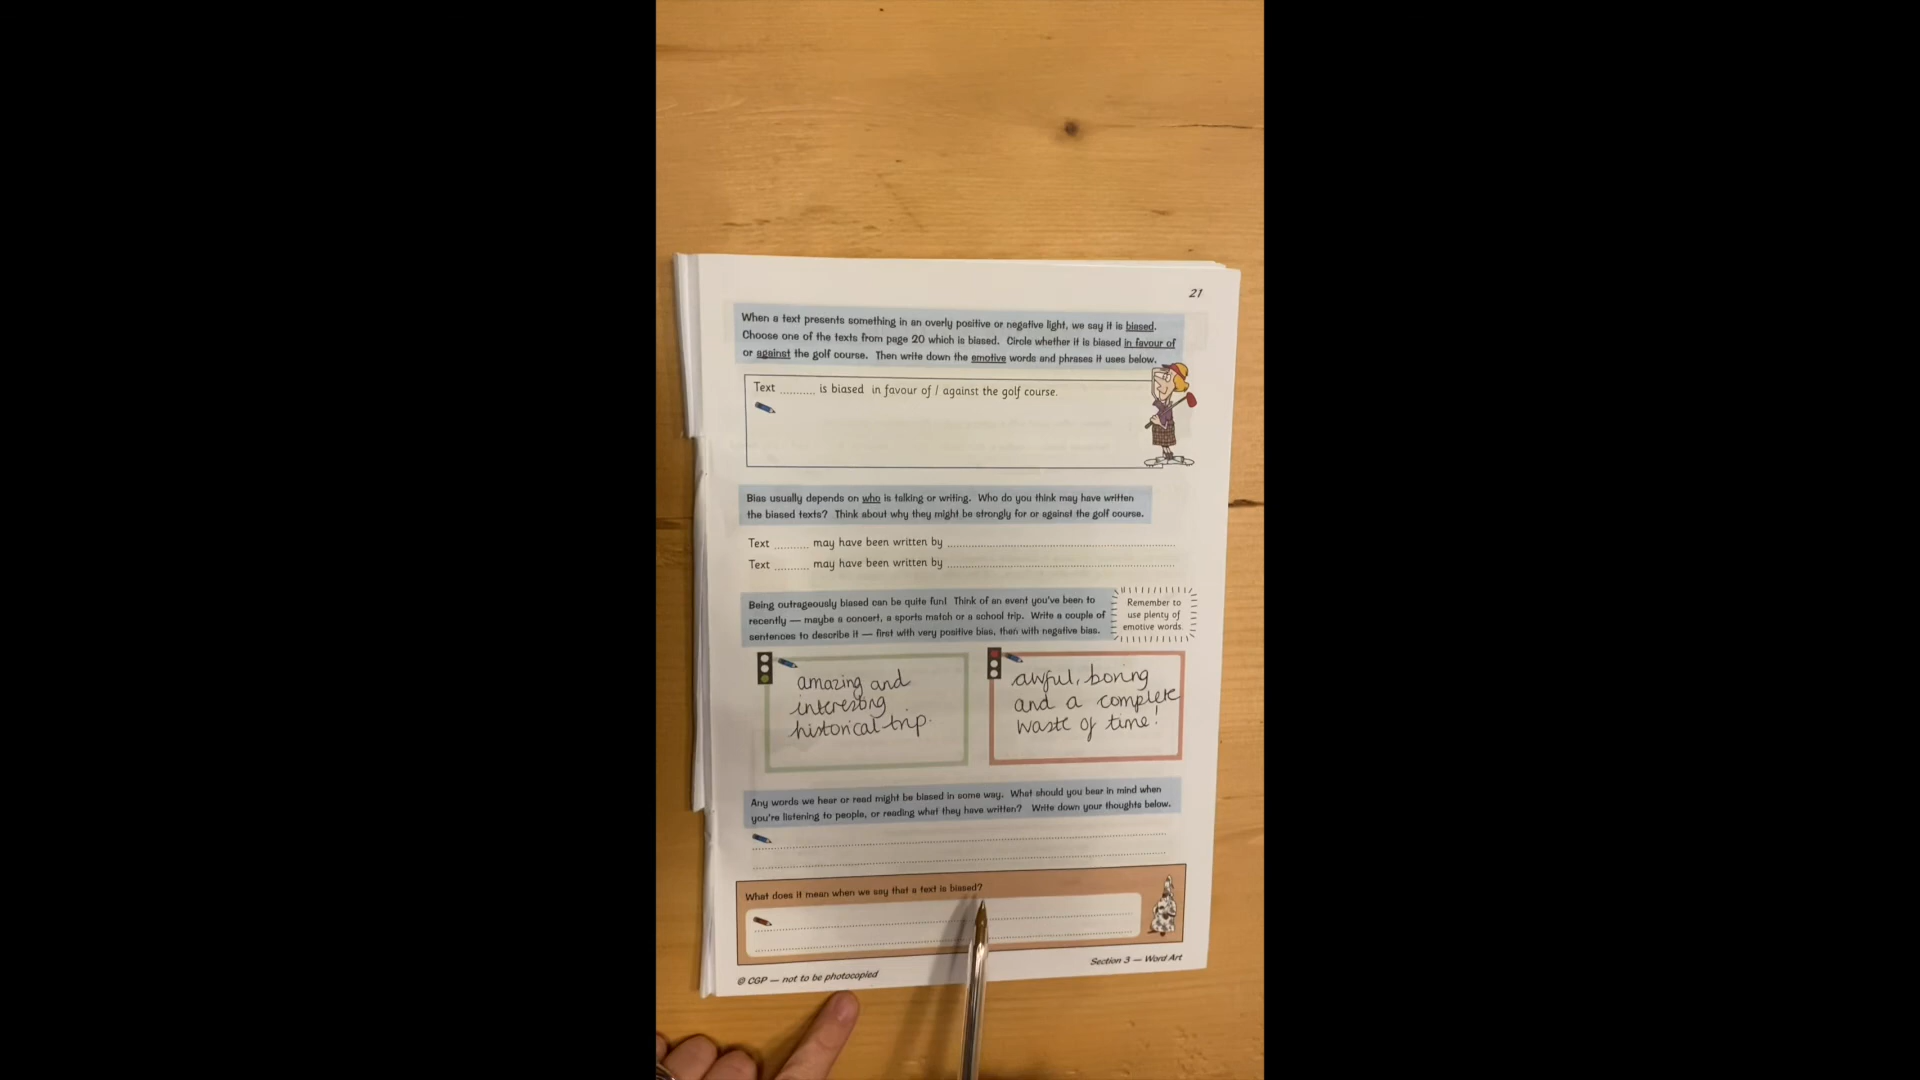 21
When a text presents something in an overly positive or negative light, we say it is biased.
Choose one of the texts from page 20 which is biased. Circle whether it is biased in favour of
or against the golf course. Then write down the emotive words and phrases it uses below.
Text ........... is biased in favour of / against the golf course.
Bias usually depends on who is talking or writing. Who do you think may have written
the biased texts? Think about why they might be strongly for or against the golf course.
Text .......... may have been written by ....................................................................
Text .......... may have been written by ....................................................................
Being outrageously biased can be quite fun! Think of an event you've been to
recently — maybe a concert, a sports match or a school trip. Write a couple of
sentences to describe it — first with very positive bias, then with negative bias.
Remember to
use plenty of
emotive words.
amazing and
interesting
historical trip.
awful, boring
and a complete
waste of time!
Any words we hear or read might be biased in some way. What should you bear in mind when
you're listening to people, or reading what they have written? Write down your thoughts below.
What does it mean when we say that a text is biased?
© CGP — not to be photocopied
Section 3 — Word Art